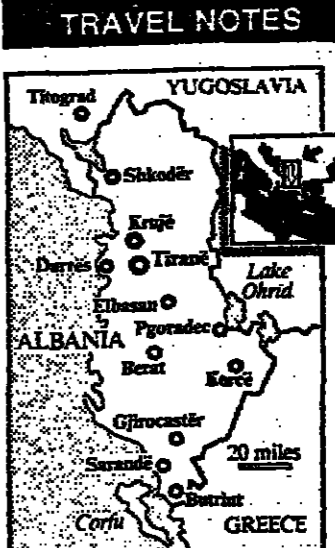 TRAVEL NOTES
YUGOSLAVIA
Titograd
Shkodër
Krujë
Durrës
Tiranë
Lake
Ohrid
Elbasan
Pgoradec
ALBANIA
Berat
Korcë
Gjirocastër
20 miles
Sarandë
Butrint
Corfu
GREECE